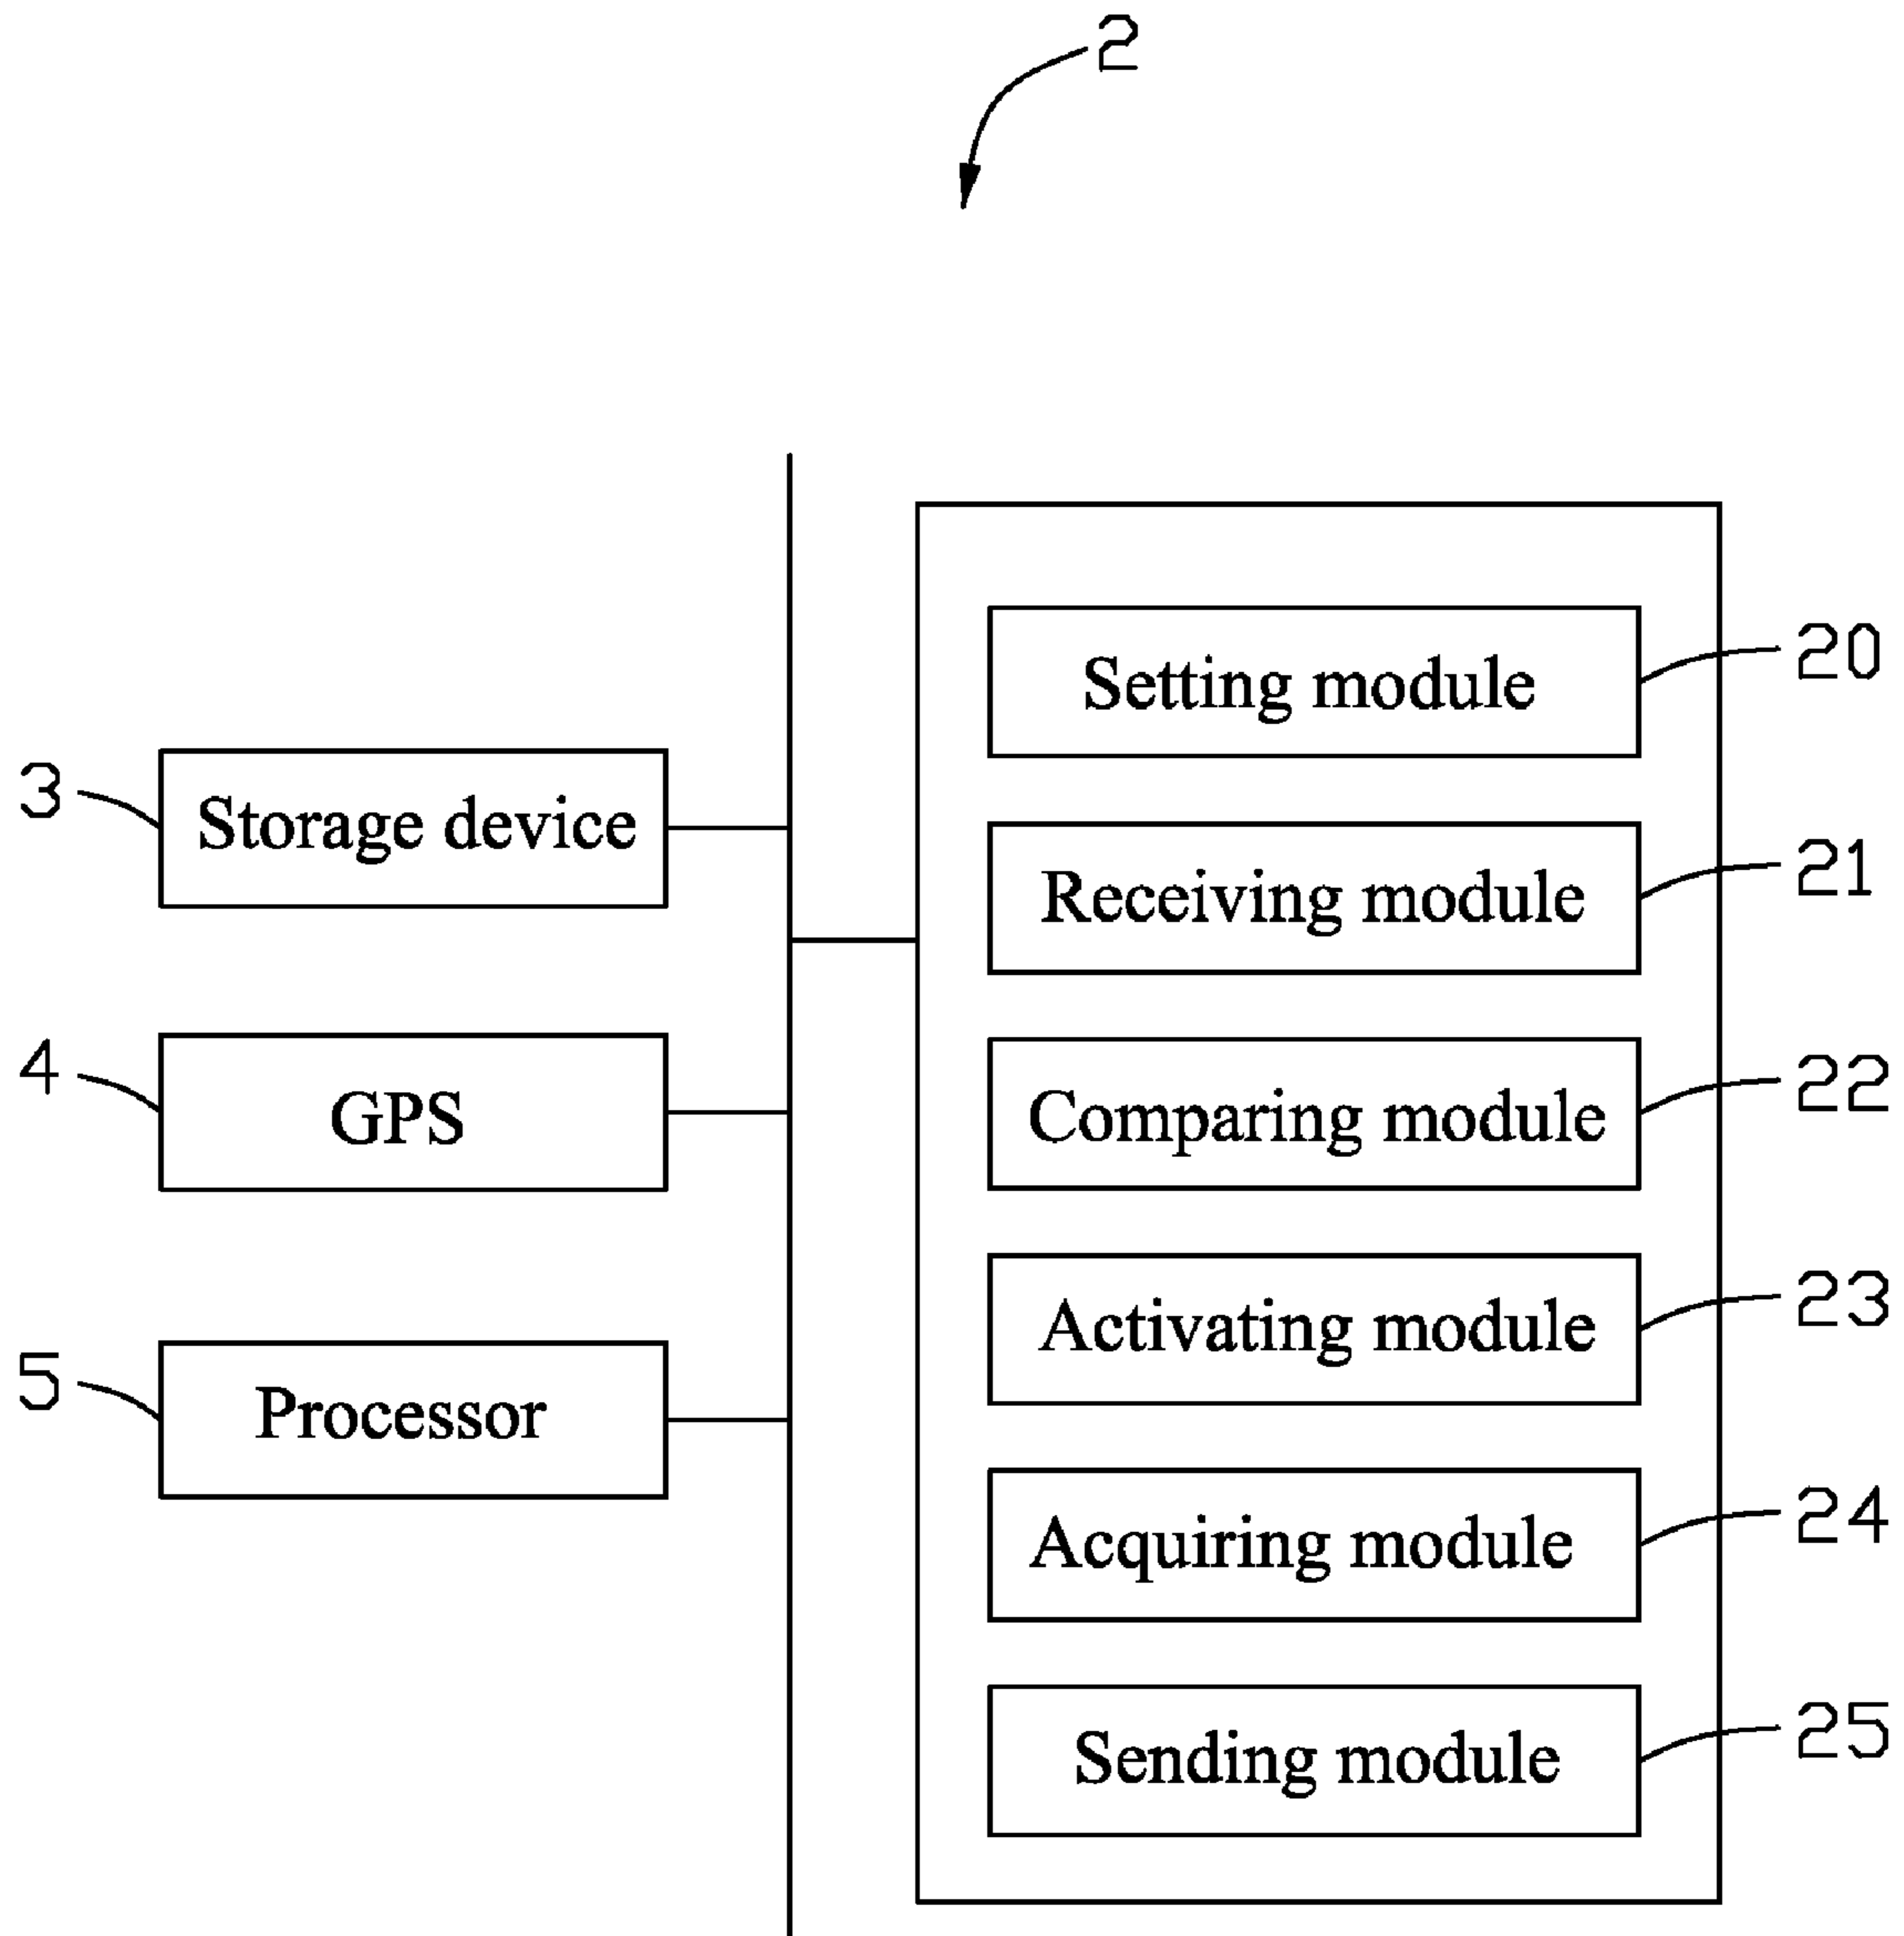 2
Setting module
20
3
Storage device
Receiving module
21
4
GPS
Comparing module
22
5
Processor
Activating module
23
Acquiring module
24
Sending module
25